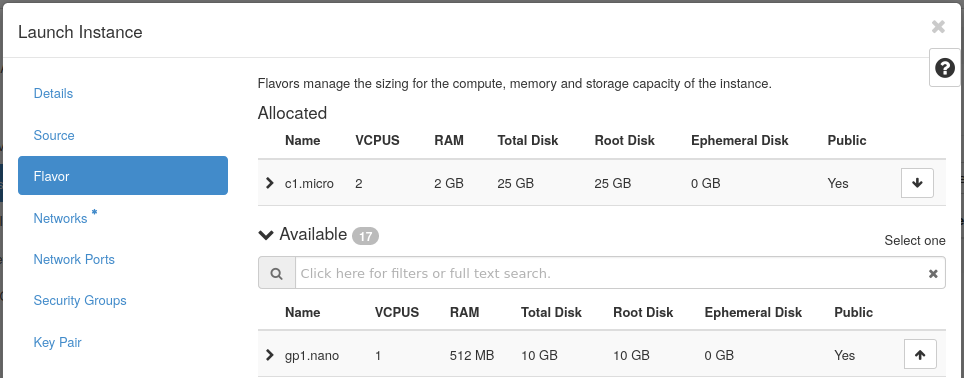 Launch Instance
Details
Source
Flavor
Networks *
Network Ports
Security Groups
Key Pair
Flavors manage the sizing for the compute, memory and storage capacity of the instance.
Allocated
Name VCPUS RAM Total Disk Root Disk Ephemeral Disk Public
c1.micro 2 2 GB 25 GB 25 GB 0 GB Yes
Available 17
Select one
Click here for filters or full text search.
Name VCPUS RAM Total Disk Root Disk Ephemeral Disk Public
gp1.nano 1 512 MB 10 GB 10 GB 0 GB Yes